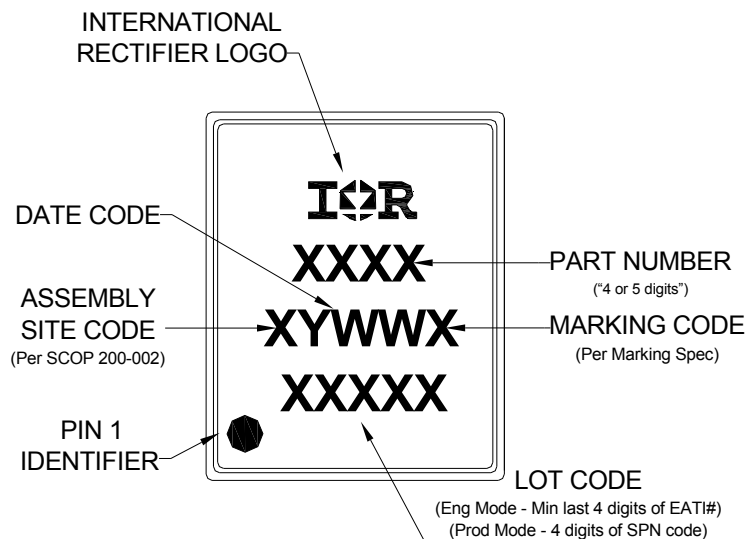 INTERNATIONAL
RECTIFIER LOGO
IOR
DATE CODE
XXXX
PART NUMBER
("4 or 5 digits")
ASSEMBLY
SITE CODE
(Per SCOP 200-002)
XYWWX
MARKING CODE
(Per Marking Spec)
XXXXX
PIN 1
IDENTIFIER
LOT CODE
(Eng Mode - Min last 4 digits of EATI#)
(Prod Mode - 4 digits of SPN code)